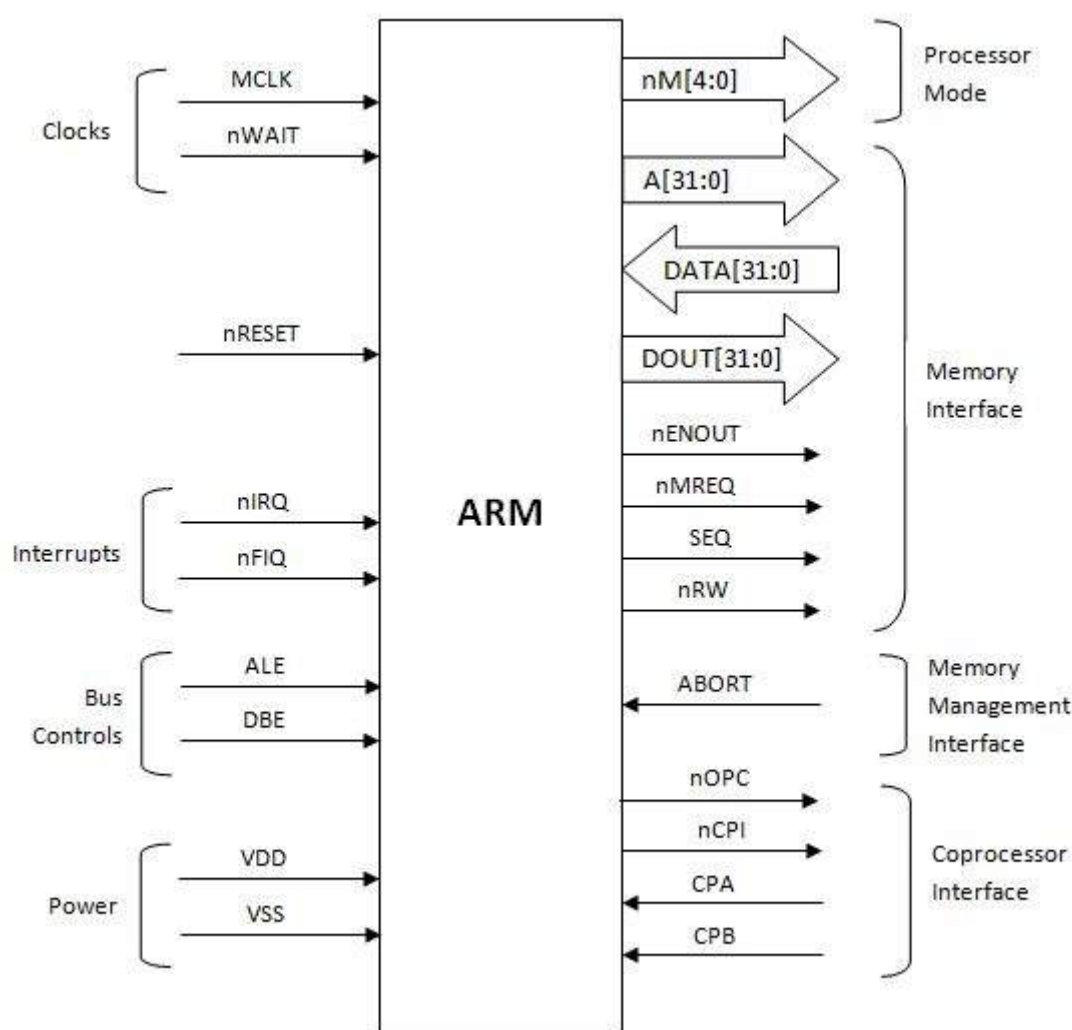 Clocks
MCLK
nWAIT
nRESET
Interrupts
nIRQ
nFIQ
Bus
Controls
ALE
DBE
Power
VDD
VSS
ARM
nM[4:0]
Processor
Mode
A[31:0]
DATA[31:0]
DOUT[31:0]
nENOUT
nMREQ
SEQ
nRW
Memory
Interface
ABORT
Memory
Management
Interface
nOPC
nCPI
CPA
CPB
Coprocessor
Interface